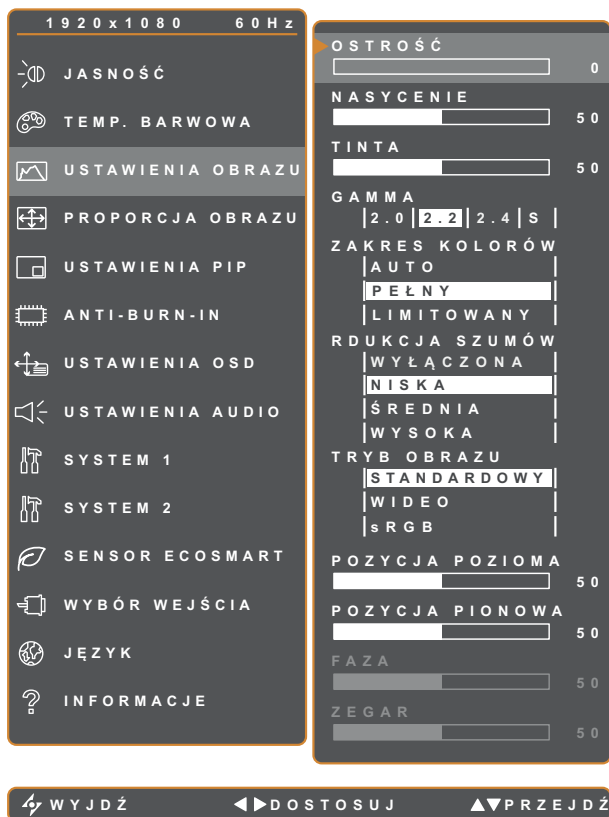 1920x1080 60Hz
JASNOŚĆ
TEMP. BARWOWA
USTAWIENIA OBRAZU
PROPORCJA OBRAZU
USTAWIENIA PIP
ANTI-BURN-IN
USTAWIENIA OSD
USTAWIENIA AUDIO
SYSTEM 1
SYSTEM 2
SENSOR ECOSMART
WYBÓR WEJŚCIA
JĘZYK
INFORMACJE
OSTROŚĆ
0
NASYCENIE
50
TINTA
50
GAMMA
2.0 2.2 2.4 S
ZAKRES KOLORÓW
AUTO
PEŁNY
LIMITOWANY
RDUKCJA SZUMÓW
WYŁĄCZONA
NISKA
ŚREDNIA
WYSOKA
TRYB OBRAZU
STANDARDOWY
WIDEO
sRGB
POZYCJA POZIOMA
50
POZYCJA PIONOWA
50
FAZA
50
ZEGAR
50
WYJDŹ DOSTOSUJ PRZEJDŹ